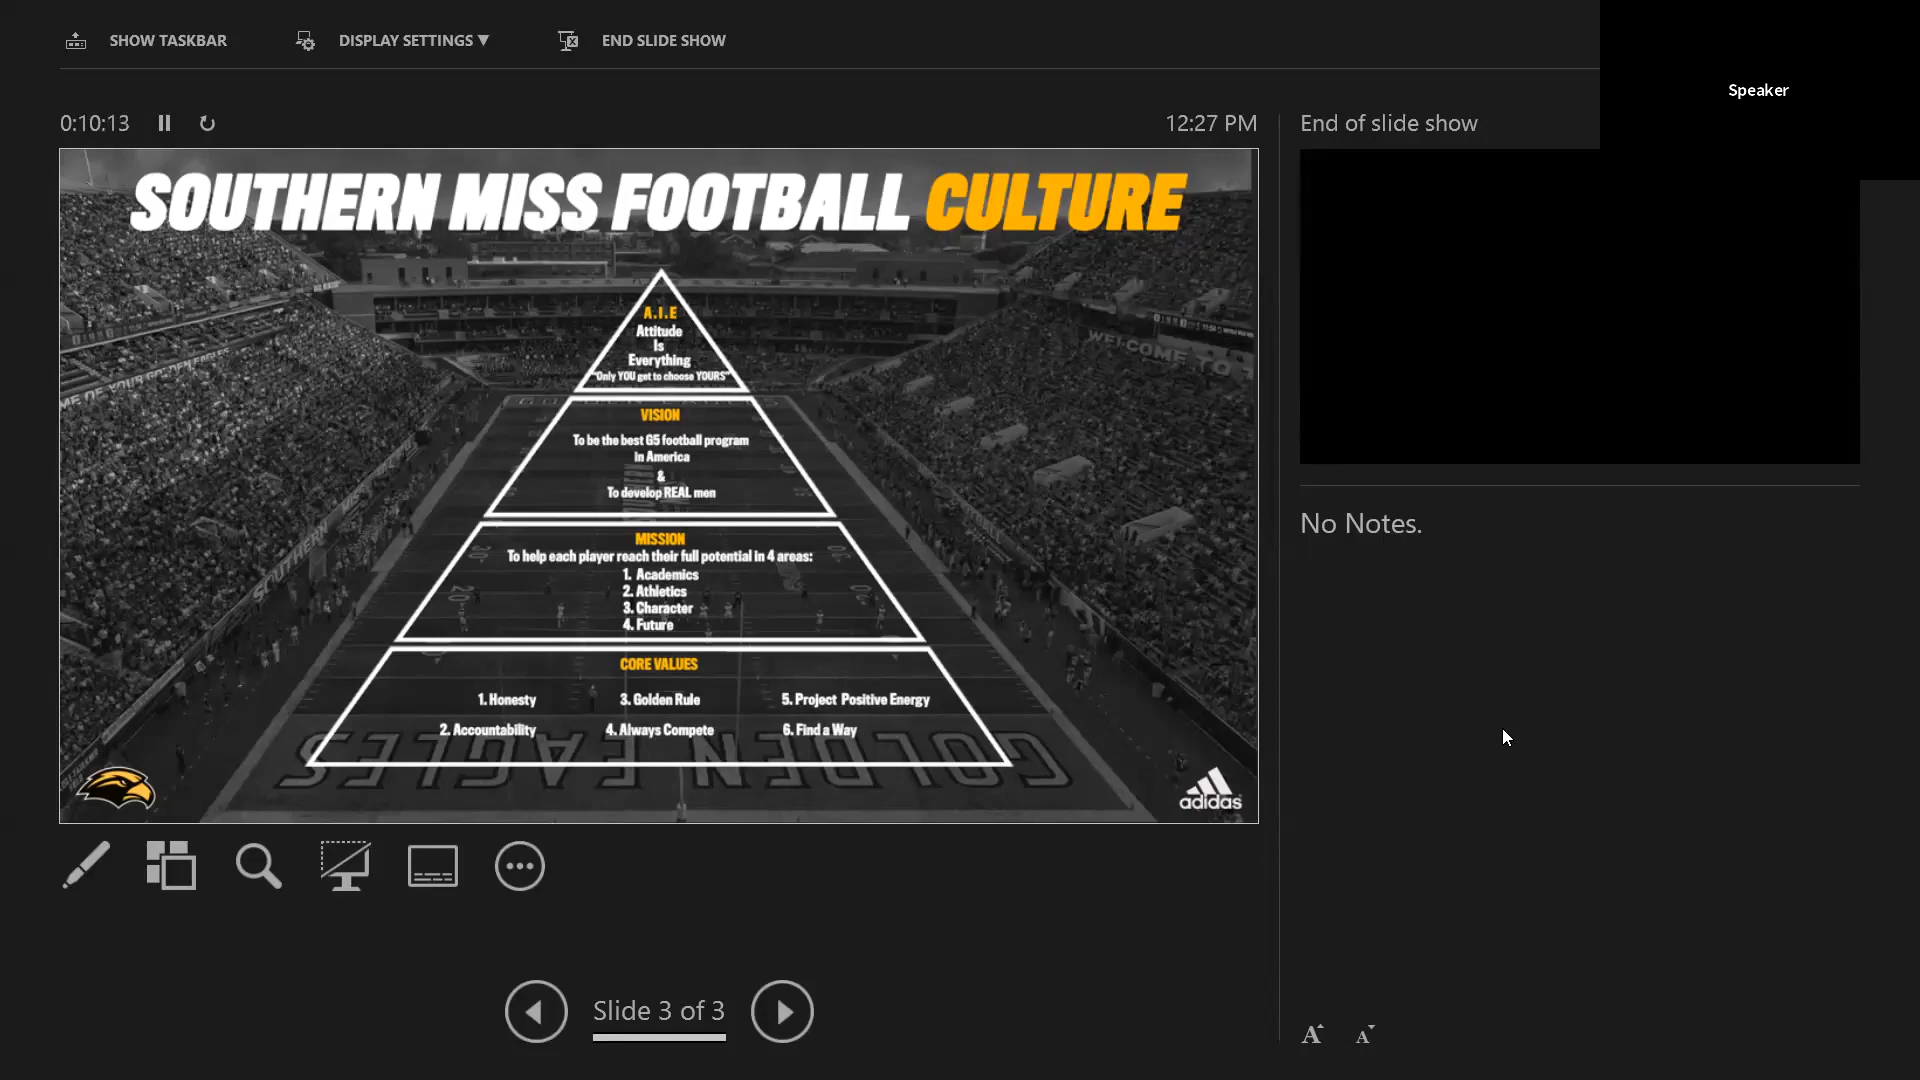 SHOW TASKBAR
DISPLAY SETTINGS ▼
END SLIDE SHOW
Speaker
0:10:13
12:27 PM
End of slide show
SOUTHERN MISS FOOTBALL CULTURE
A.I.E
Attitude
Is
Everything
"Only YOU get to choose YOURS"
VISION
To be the best G5 football program
in America
&
To develop REAL men
MISSION
To help each player reach their full potential in 4 areas:
1. Academics
2. Athletics
3. Character
4. Future
CORE VALUES
1. Honesty
3. Golden Rule
5. Project Positive Energy
2. Accountability
4. Always Compete
6. Find a Way
WELCOME TO
GOLDEN EAGLES
adidas
No Notes.
Slide 3 of 3
A A